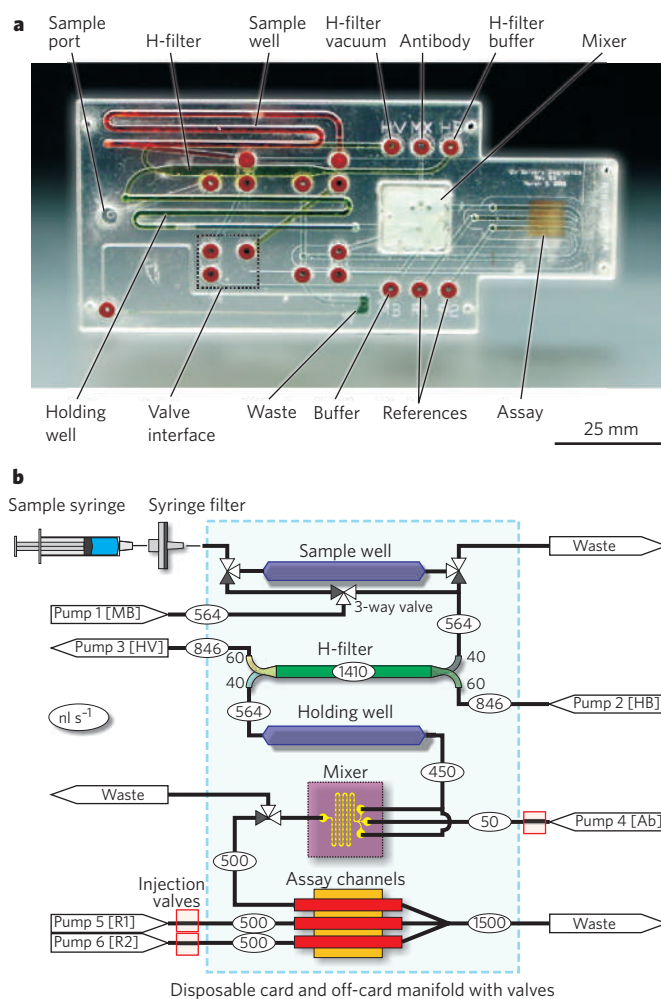 a
Sample port
H-filter
Sample well
H-filter vacuum
Antibody
H-filter buffer
Mixer
HV MX HB
Holding well
Valve interface
Waste
Buffer
References
Assay
25 mm
b
Sample syringe
Syringe filter
Sample well
Waste
3-way valve
Pump 1 [MB]
564
564
Pump 3 [HV]
846
60
40
H-filter
1410
40
60
564
846
Pump 2 [HB]
nl s⁻¹
Holding well
450
Mixer
Waste
50
Pump 4 [Ab]
500
Injection valves
Assay channels
Pump 5 [R1]
500
1500
Waste
Pump 6 [R2]
500
Disposable card and off-card manifold with valves